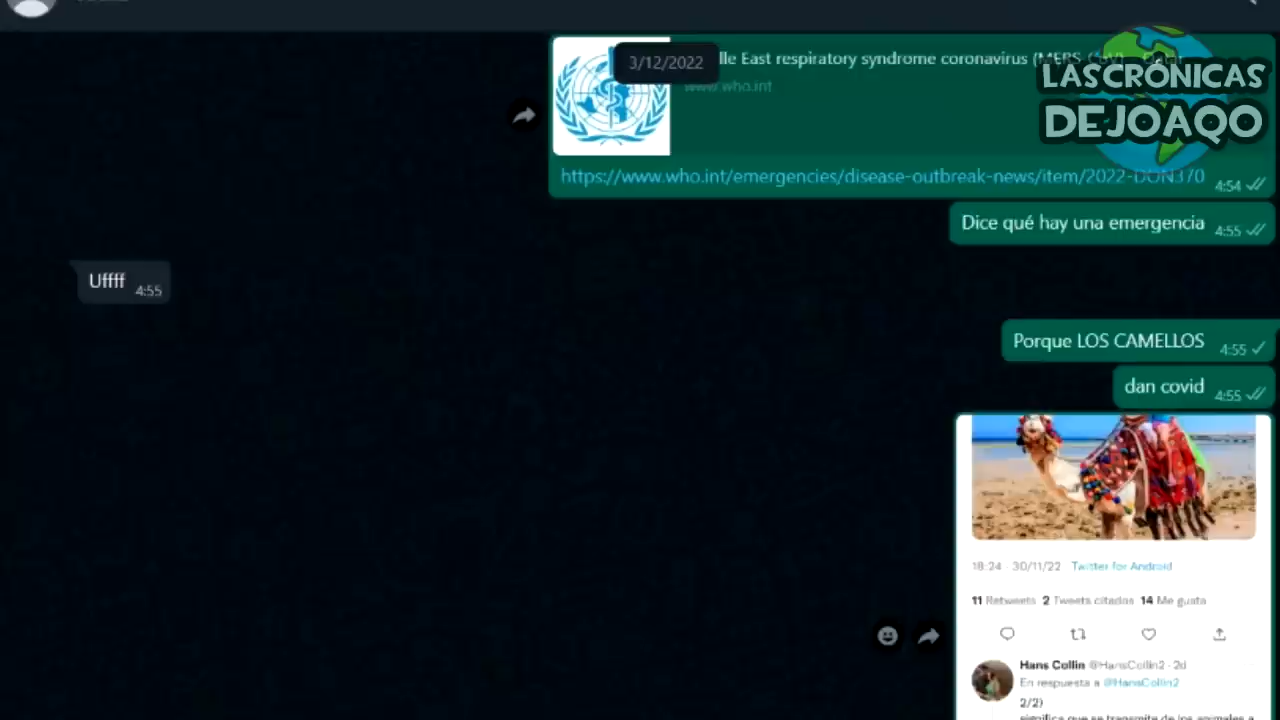 3/12/2022
lle East respiratory syndrome coronavirus (MERS-CoV) - Qatar
www.who.int
LAS CRÓNICAS
DE JOAQO
https://www.who.int/emergencies/disease-outbreak-news/item/2022-DON370
4:54
Dice qué hay una emergencia 4:55
Uffff 4:55
Porque LOS CAMELLOS 4:55
dan covid 4:55
18:24 · 30/11/22 Twitter for Android
11 Retweets 2 Tweets citados 14 Me gusta
Hans Collin @HansCollin2 · 2d
En respuesta a @HansCollin2
2/2)
significa que se transmite de los animales a